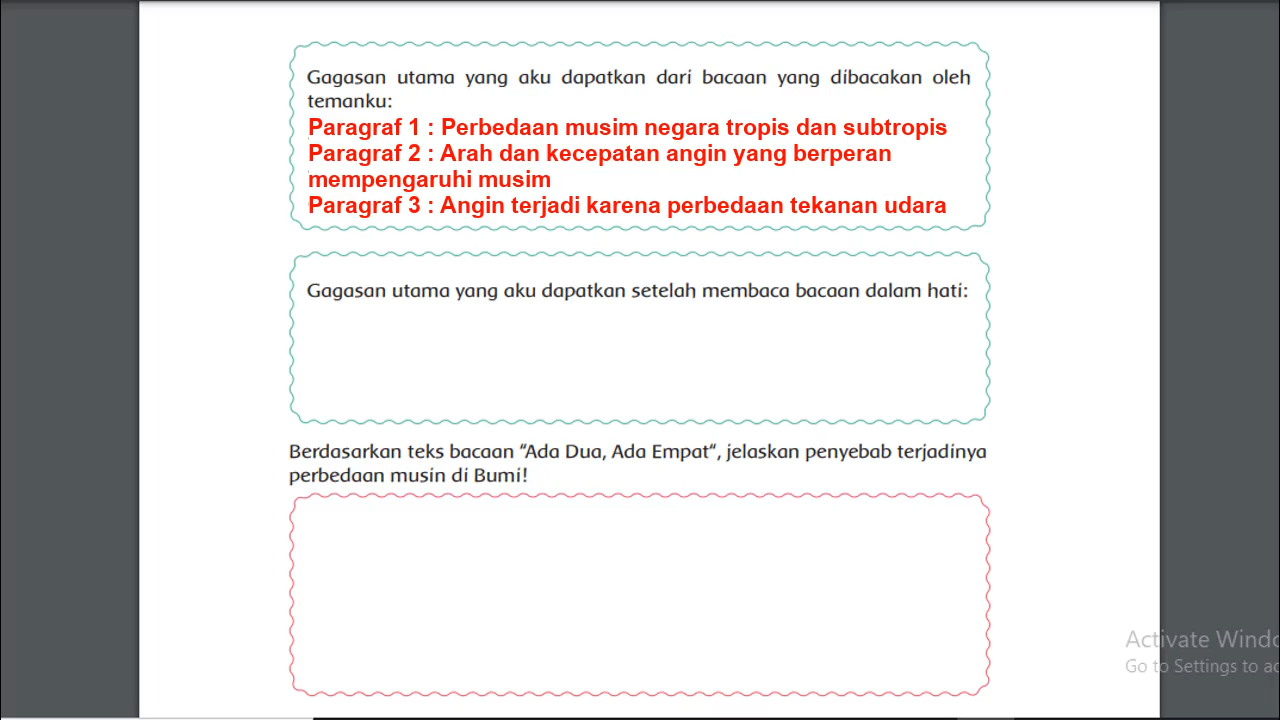 Gagasan utama yang aku dapatkan dari bacaan yang dibacakan oleh
temanku:
Paragraf 1 : Perbedaan musim negara tropis dan subtropis
Paragraf 2 : Arah dan kecepatan angin yang berperan
mempengaruhi musim
Paragraf 3 : Angin terjadi karena perbedaan tekanan udara
Gagasan utama yang aku dapatkan setelah membaca bacaan dalam hati:
Berdasarkan teks bacaan “Ada Dua, Ada Empat“, jelaskan penyebab terjadinya
perbedaan musin di Bumi!
Activate Windo
Go to Settings to ac